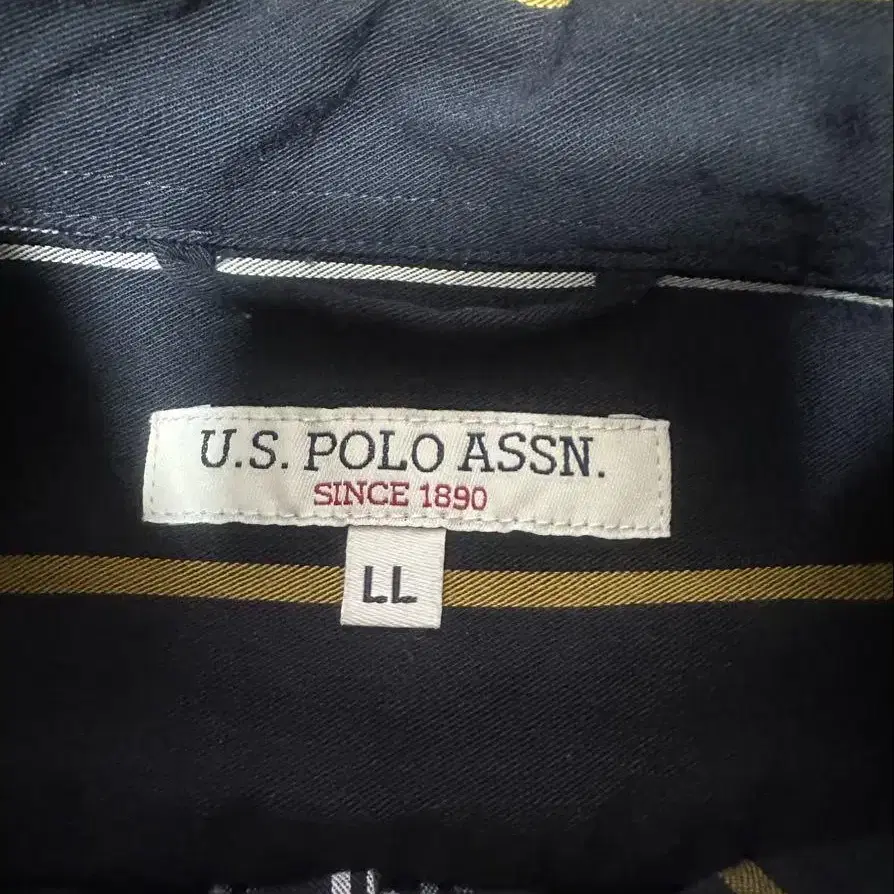 U.S. POLO ASSN.
SINCE 1890
LL